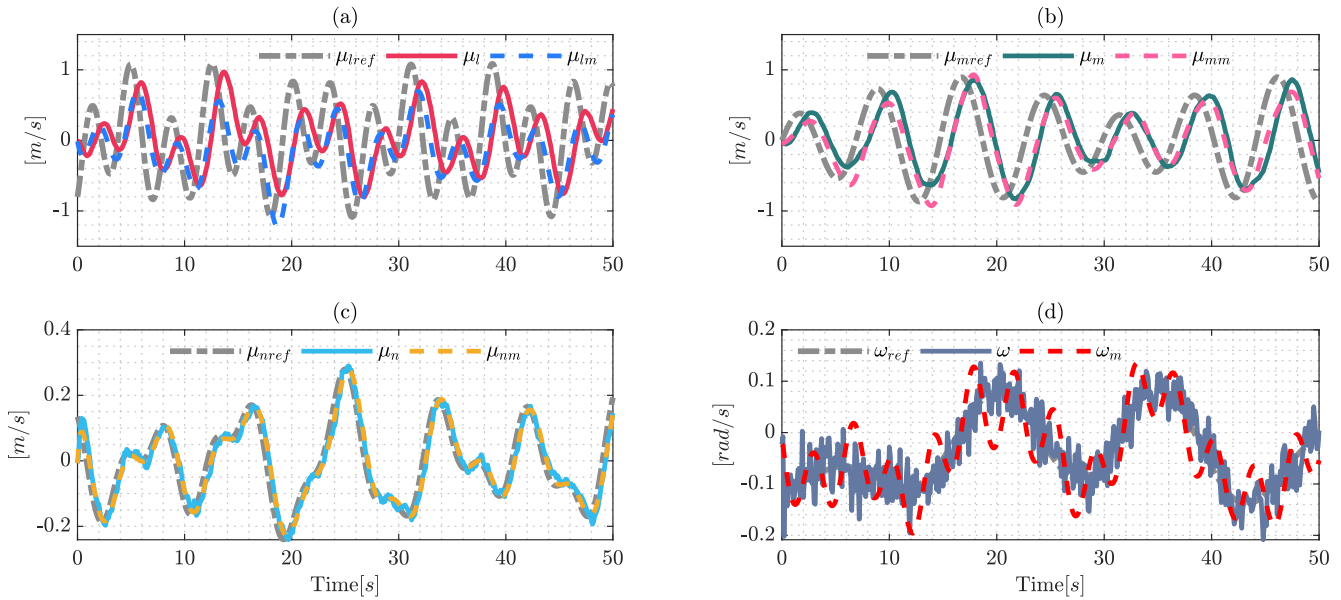 (a)
μlref μl μlm
1
0
-1
[m/s]
0 10 20 30 40 50
(b)
μmref μm μmm
1
0
-1
[m/s]
0 10 20 30 40 50
(c)
μnref μn μnm
0.4
0.2
0
-0.2
[m/s]
0 10 20 30 40 50
Time[s]
(d)
ωref ω ωm
0.2
0.1
0
-0.1
-0.2
[rad/s]
0 10 20 30 40 50
Time[s]